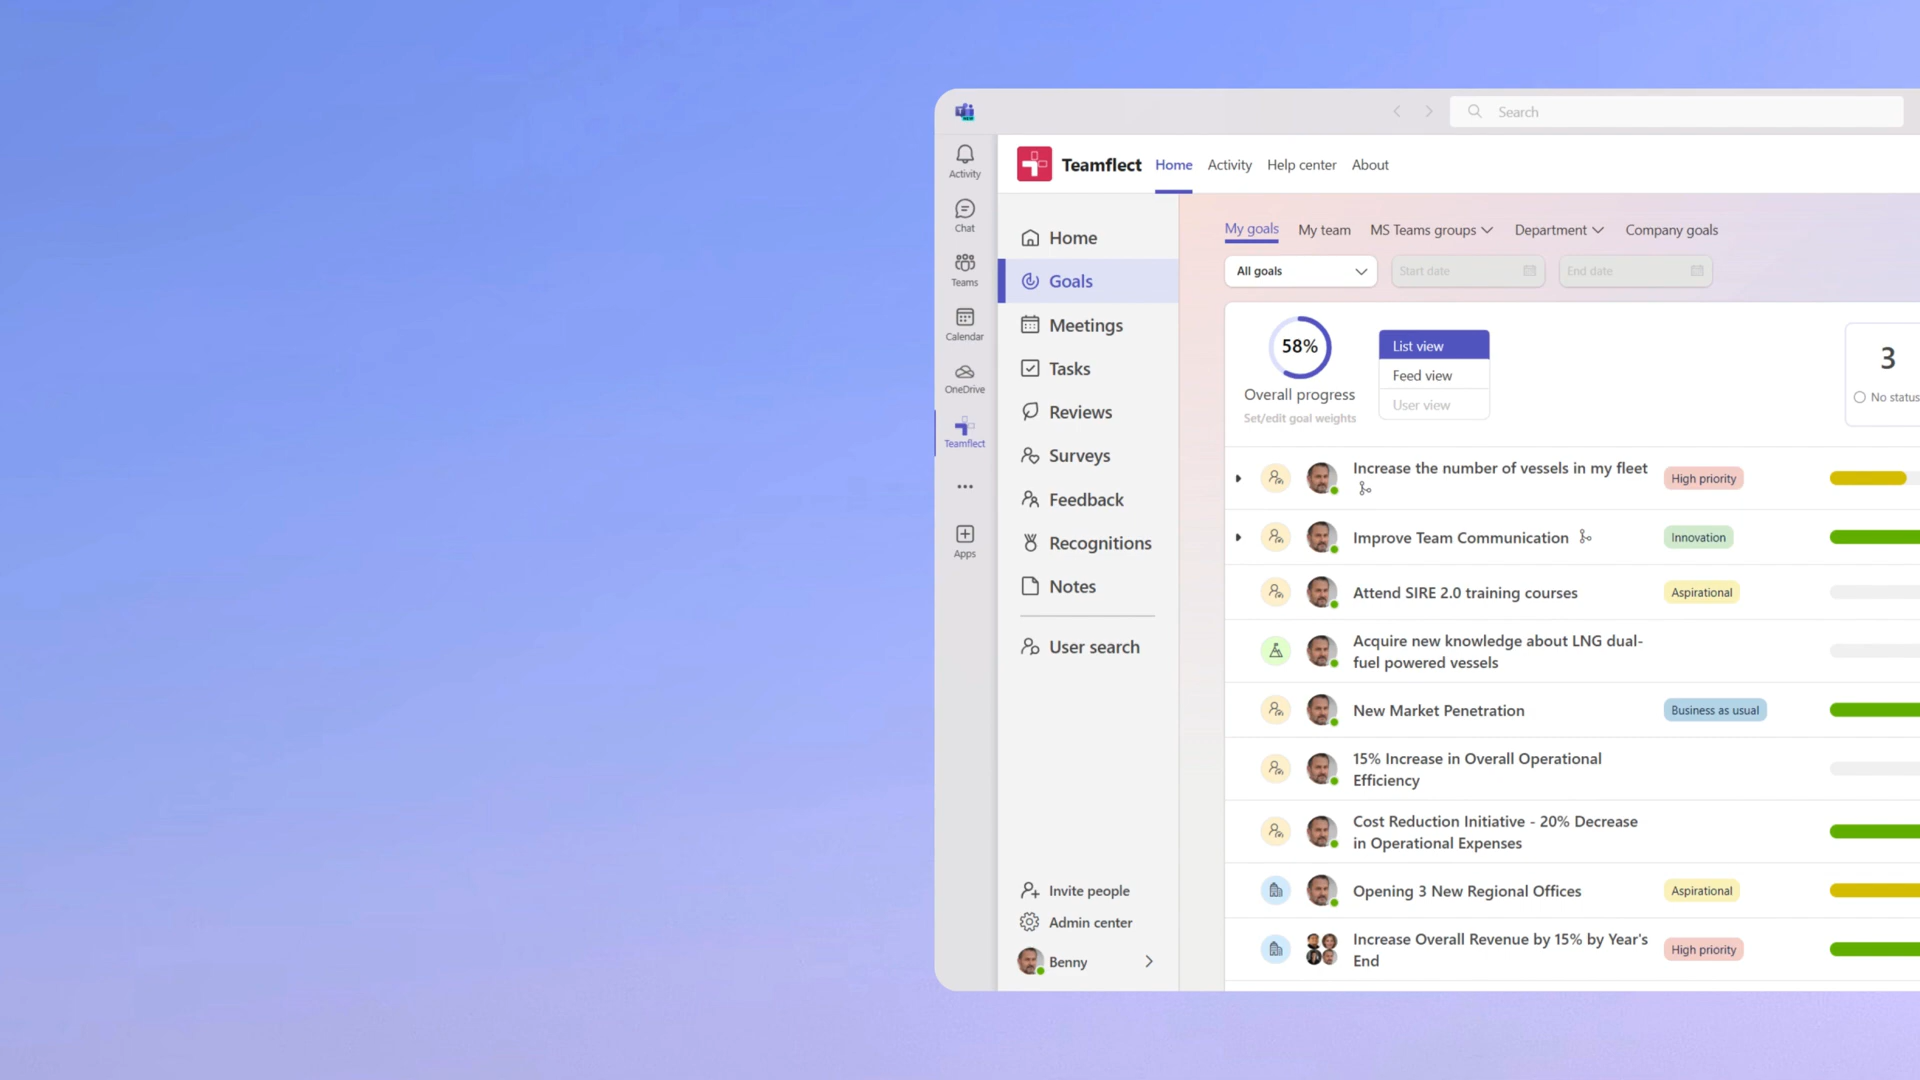 Search
Activity
Chat
Teams
Calendar
OneDrive
Teamflect
Apps
Teamflect
Home
Activity
Help center
About
Home
Goals
Meetings
Tasks
Reviews
Surveys
Feedback
Recognitions
Notes
User search
Invite people
Admin center
Benny
My goals
My team
MS Teams groups
Department
Company goals
All goals
Start date
End date
58%
Overall progress
Set/edit goal weights
List view
Feed view
User view
3
No status
Increase the number of vessels in my fleet
High priority
Improve Team Communication
Innovation
Attend SIRE 2.0 training courses
Aspirational
Acquire new knowledge about LNG dual-
fuel powered vessels
New Market Penetration
Business as usual
15% Increase in Overall Operational
Efficiency
Cost Reduction Initiative - 20% Decrease
in Operational Expenses
Opening 3 New Regional Offices
Aspirational
Increase Overall Revenue by 15% by Year's
End
High priority